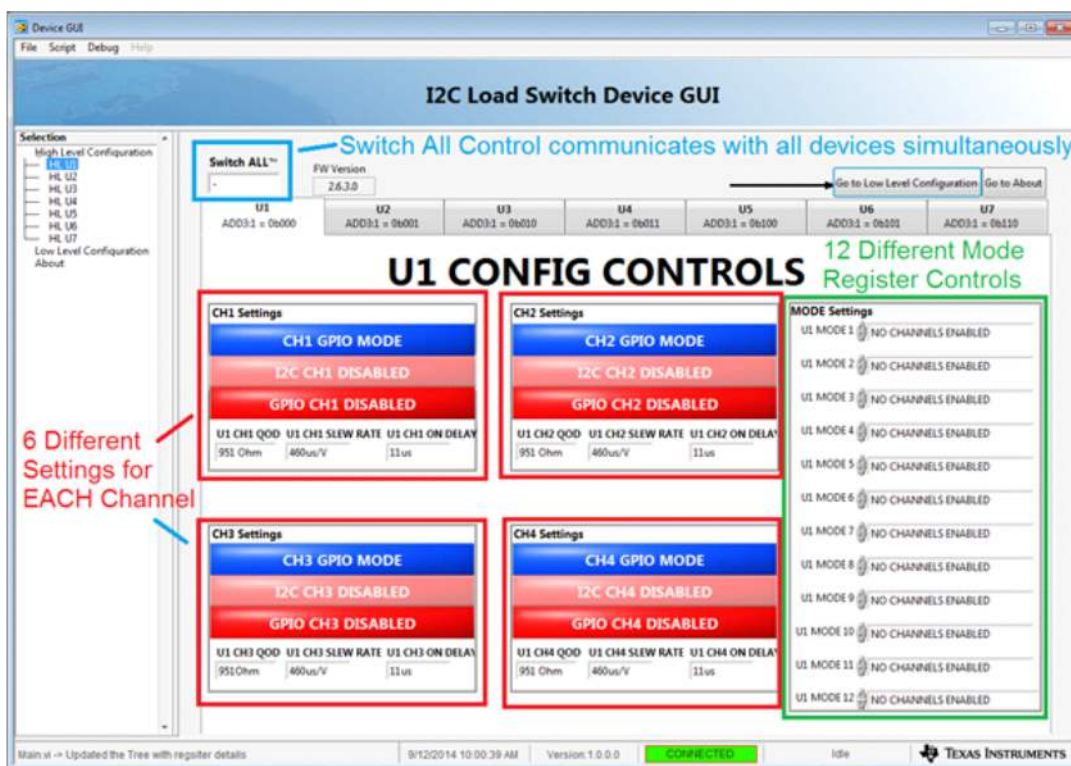 Device GUI
File Script Debug Help
I2C Load Switch Device GUI
Selection
High Level Configuration
HL U1
HL U2
HL U3
HL U4
HL U5
HL U6
HL U7
Low Level Configuration
About
Switch All Control communicates with all devices simultaneously
Switch ALL™
-
FW Version
2.6.3.0
Go to Low Level Configuration Go to About
U1 U2 U3 U4 U5 U6 U7
ADD3:1 = 0b000 ADD3:1 = 0b001 ADD3:1 = 0b010 ADD3:1 = 0b011 ADD3:1 = 0b100 ADD3:1 = 0b101 ADD3:1 = 0b110
U1 CONFIG CONTROLS
12 Different Mode
Register Controls
6 Different
Settings for
EACH Channel
CH1 Settings
CH1 GPIO MODE
I2C CH1 DISABLED
GPIO CH1 DISABLED
U1 CH1 QOD U1 CH1 SLEW RATE U1 CH1 ON DELAY
951 Ohm 460us/V 11us
CH2 Settings
CH2 GPIO MODE
I2C CH2 DISABLED
GPIO CH2 DISABLED
U1 CH2 QOD U1 CH2 SLEW RATE U1 CH2 ON DELAY
951 Ohm 460us/V 11us
CH3 Settings
CH3 GPIO MODE
I2C CH3 DISABLED
GPIO CH3 DISABLED
U1 CH3 QOD U1 CH3 SLEW RATE U1 CH3 ON DELAY
951 Ohm 460us/V 11us
CH4 Settings
CH4 GPIO MODE
I2C CH4 DISABLED
GPIO CH4 DISABLED
U1 CH4 QOD U1 CH4 SLEW RATE U1 CH4 ON DELAY
951 Ohm 460us/V 11us
MODE Settings
U1 MODE 1 NO CHANNELS ENABLED
U1 MODE 2 NO CHANNELS ENABLED
U1 MODE 3 NO CHANNELS ENABLED
U1 MODE 4 NO CHANNELS ENABLED
U1 MODE 5 NO CHANNELS ENABLED
U1 MODE 6 NO CHANNELS ENABLED
U1 MODE 7 NO CHANNELS ENABLED
U1 MODE 8 NO CHANNELS ENABLED
U1 MODE 9 NO CHANNELS ENABLED
U1 MODE 10 NO CHANNELS ENABLED
U1 MODE 11 NO CHANNELS ENABLED
U1 MODE 12 NO CHANNELS ENABLED
Main.vi -> Updated the Tree with regsiter details 9/12/2014 10:00:39 AM Version:1.0.0.0 CONNECTED Idle TEXAS INSTRUMENTS